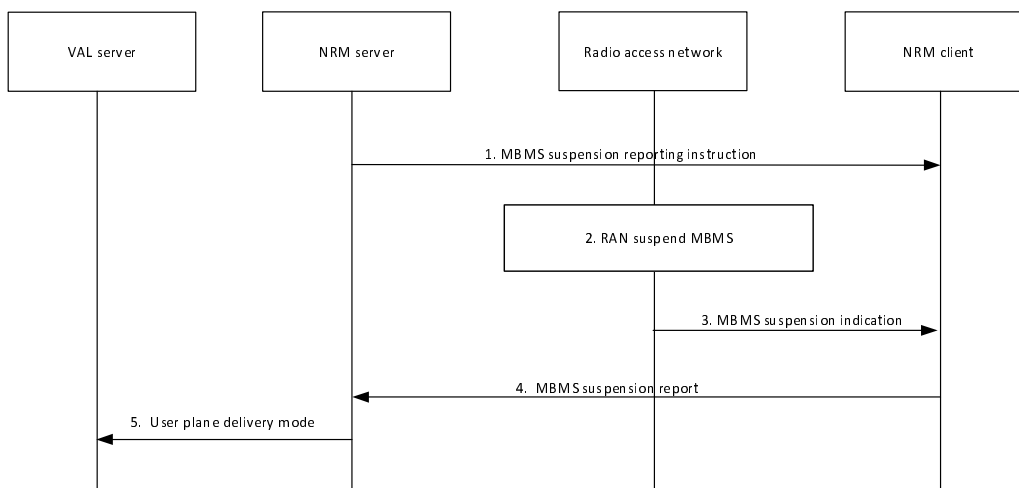 VAL server
NRM server
Radio access network
NRM client
1. MBMS suspension reporting instruction
2. RAN suspend MBMS
3. MBMS suspension indication
4. MBMS suspension report
5. User plane delivery mode